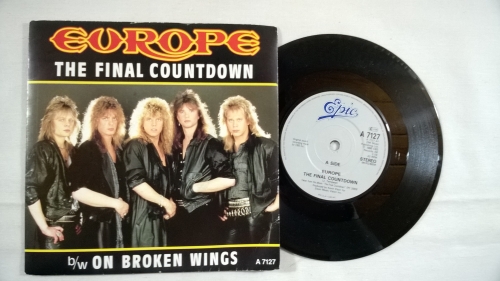 EUROPE
THE FINAL COUNTDOWN
b/w ON BROKEN WINGS
A 7127
Epic
A 7127
STEREO
A SIDE
EUROPE
THE FINAL COUNTDOWN